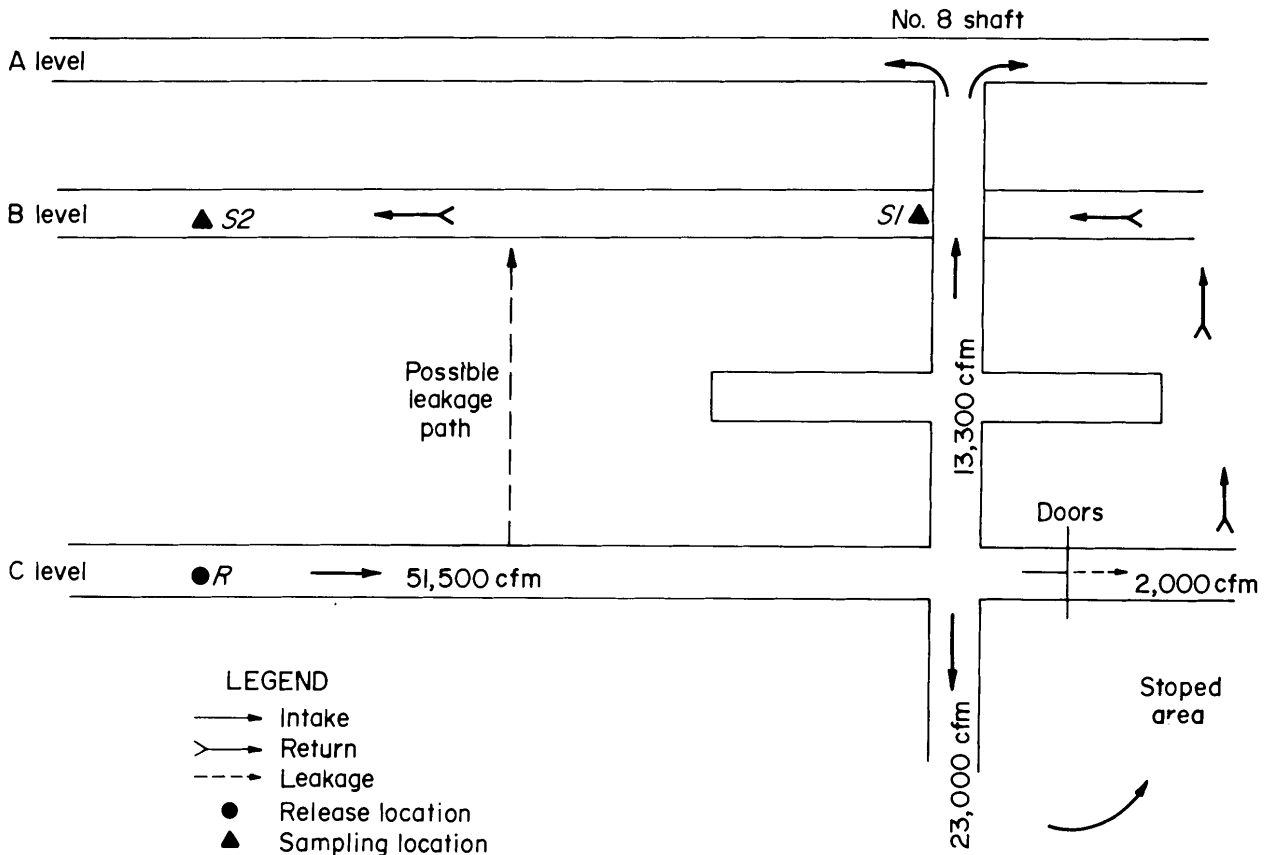 No. 8 shaft
A level
B level
S2
S1
Possible
leakage
path
13,300 cfm
Doors
C level
R
51,500 cfm
2,000 cfm
23,000 cfm
Stoped
area
LEGEND
Intake
Return
Leakage
Release location
Sampling location